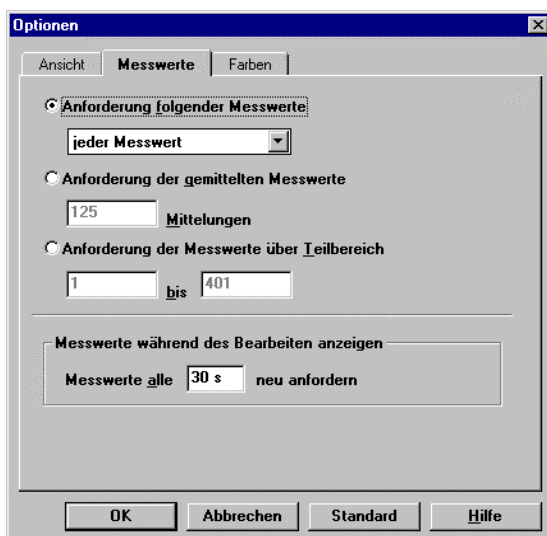 Optionen
Ansicht Messwerte Farben
Anforderung folgender Messwerte
jeder Messwert
Anforderung der gemittelten Messwerte
125 Mittelungen
Anforderung der Messwerte über Teilbereich
1 bis 401
Messwerte während des Bearbeiten anzeigen
Messwerte alle 30 s neu anfordern
OK Abbrechen Standard Hilfe